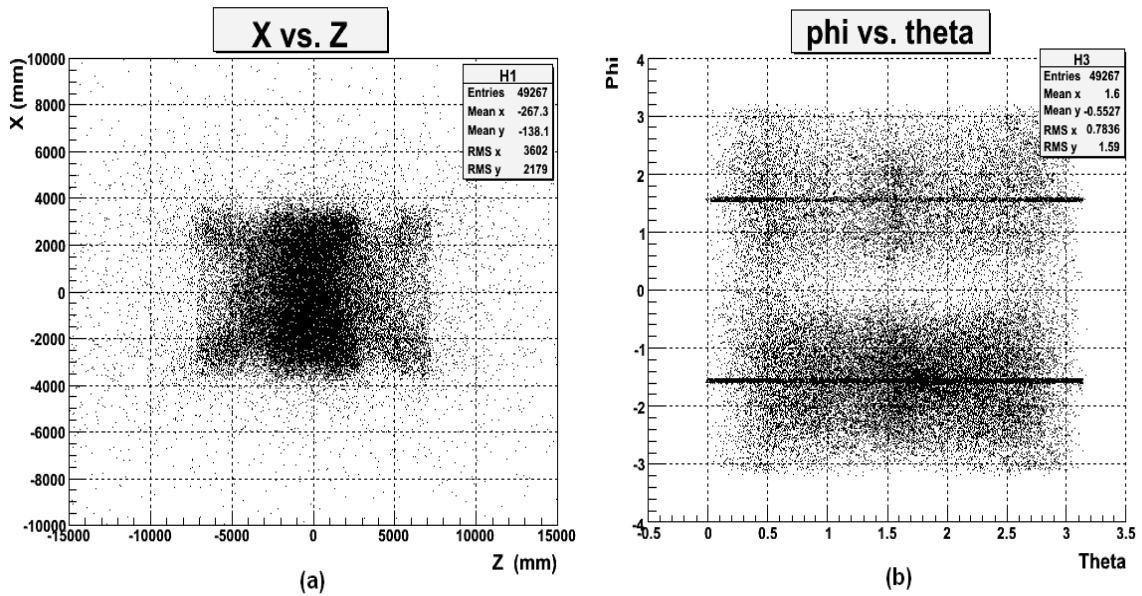 X vs. Z
H1
Entries 49267
Mean x -267.3
Mean y -138.1
RMS x 3602
RMS y 2179
X (mm)
10000
8000
6000
4000
2000
0
-2000
-4000
-6000
-8000
-10000
-15000 -10000 -5000 0 5000 10000 15000
Z (mm)
(a)
phi vs. theta
H3
Entries 49267
Mean x 1.6
Mean y -0.5527
RMS x 0.7836
RMS y 1.59
Phi
4
3
2
1
0
-1
-2
-3
-4
-0.5 0 0.5 1 1.5 2 2.5 3 3.5
Theta
(b)